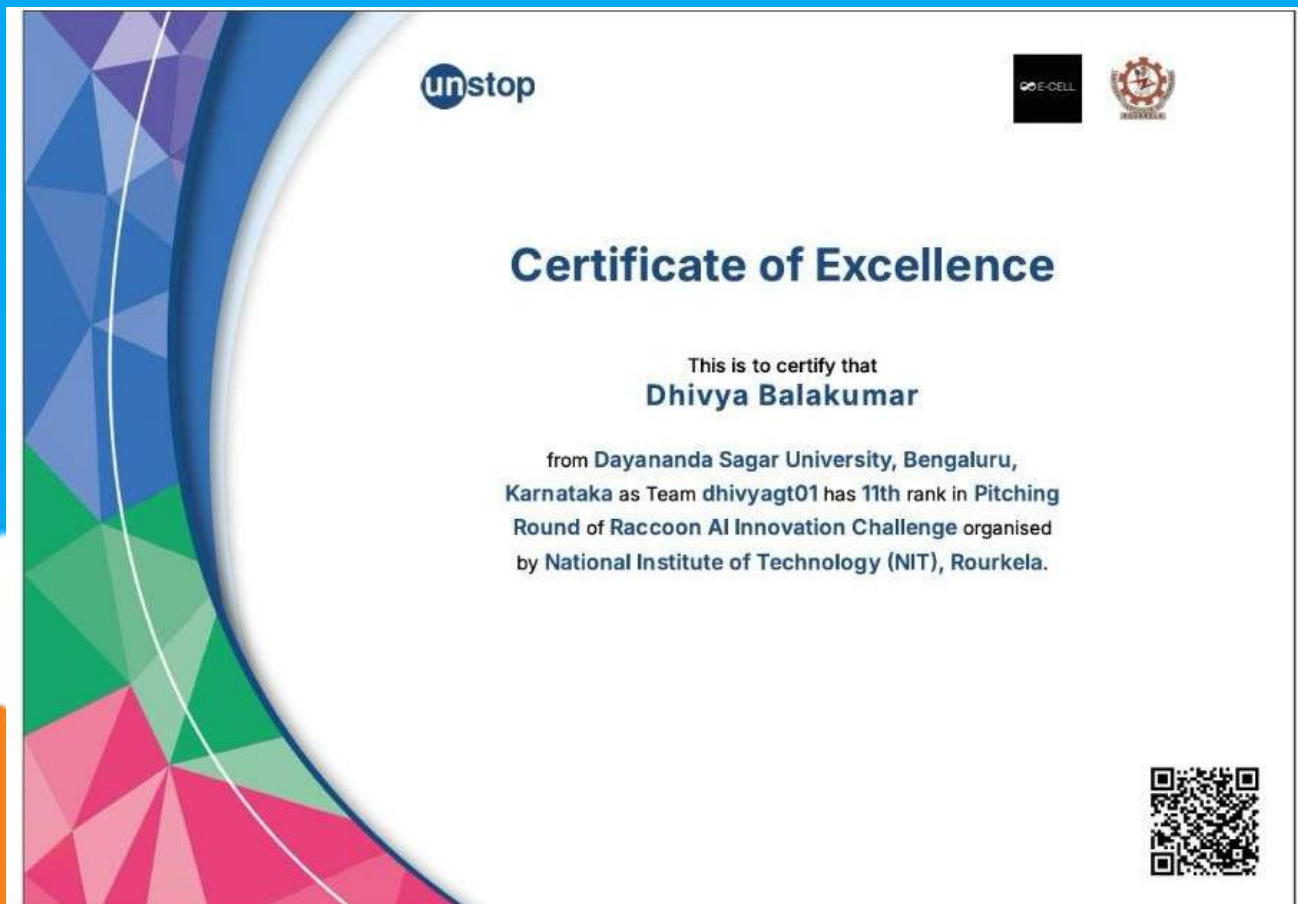 unstop
E-CELL
ROURKELA
Certificate of Excellence
This is to certify that
Dhivya Balakumar
from Dayananda Sagar University, Bengaluru,
Karnataka as Team dhivyagt01 has 11th rank in Pitching
Round of Raccoon AI Innovation Challenge organised
by National Institute of Technology (NIT), Rourkela.